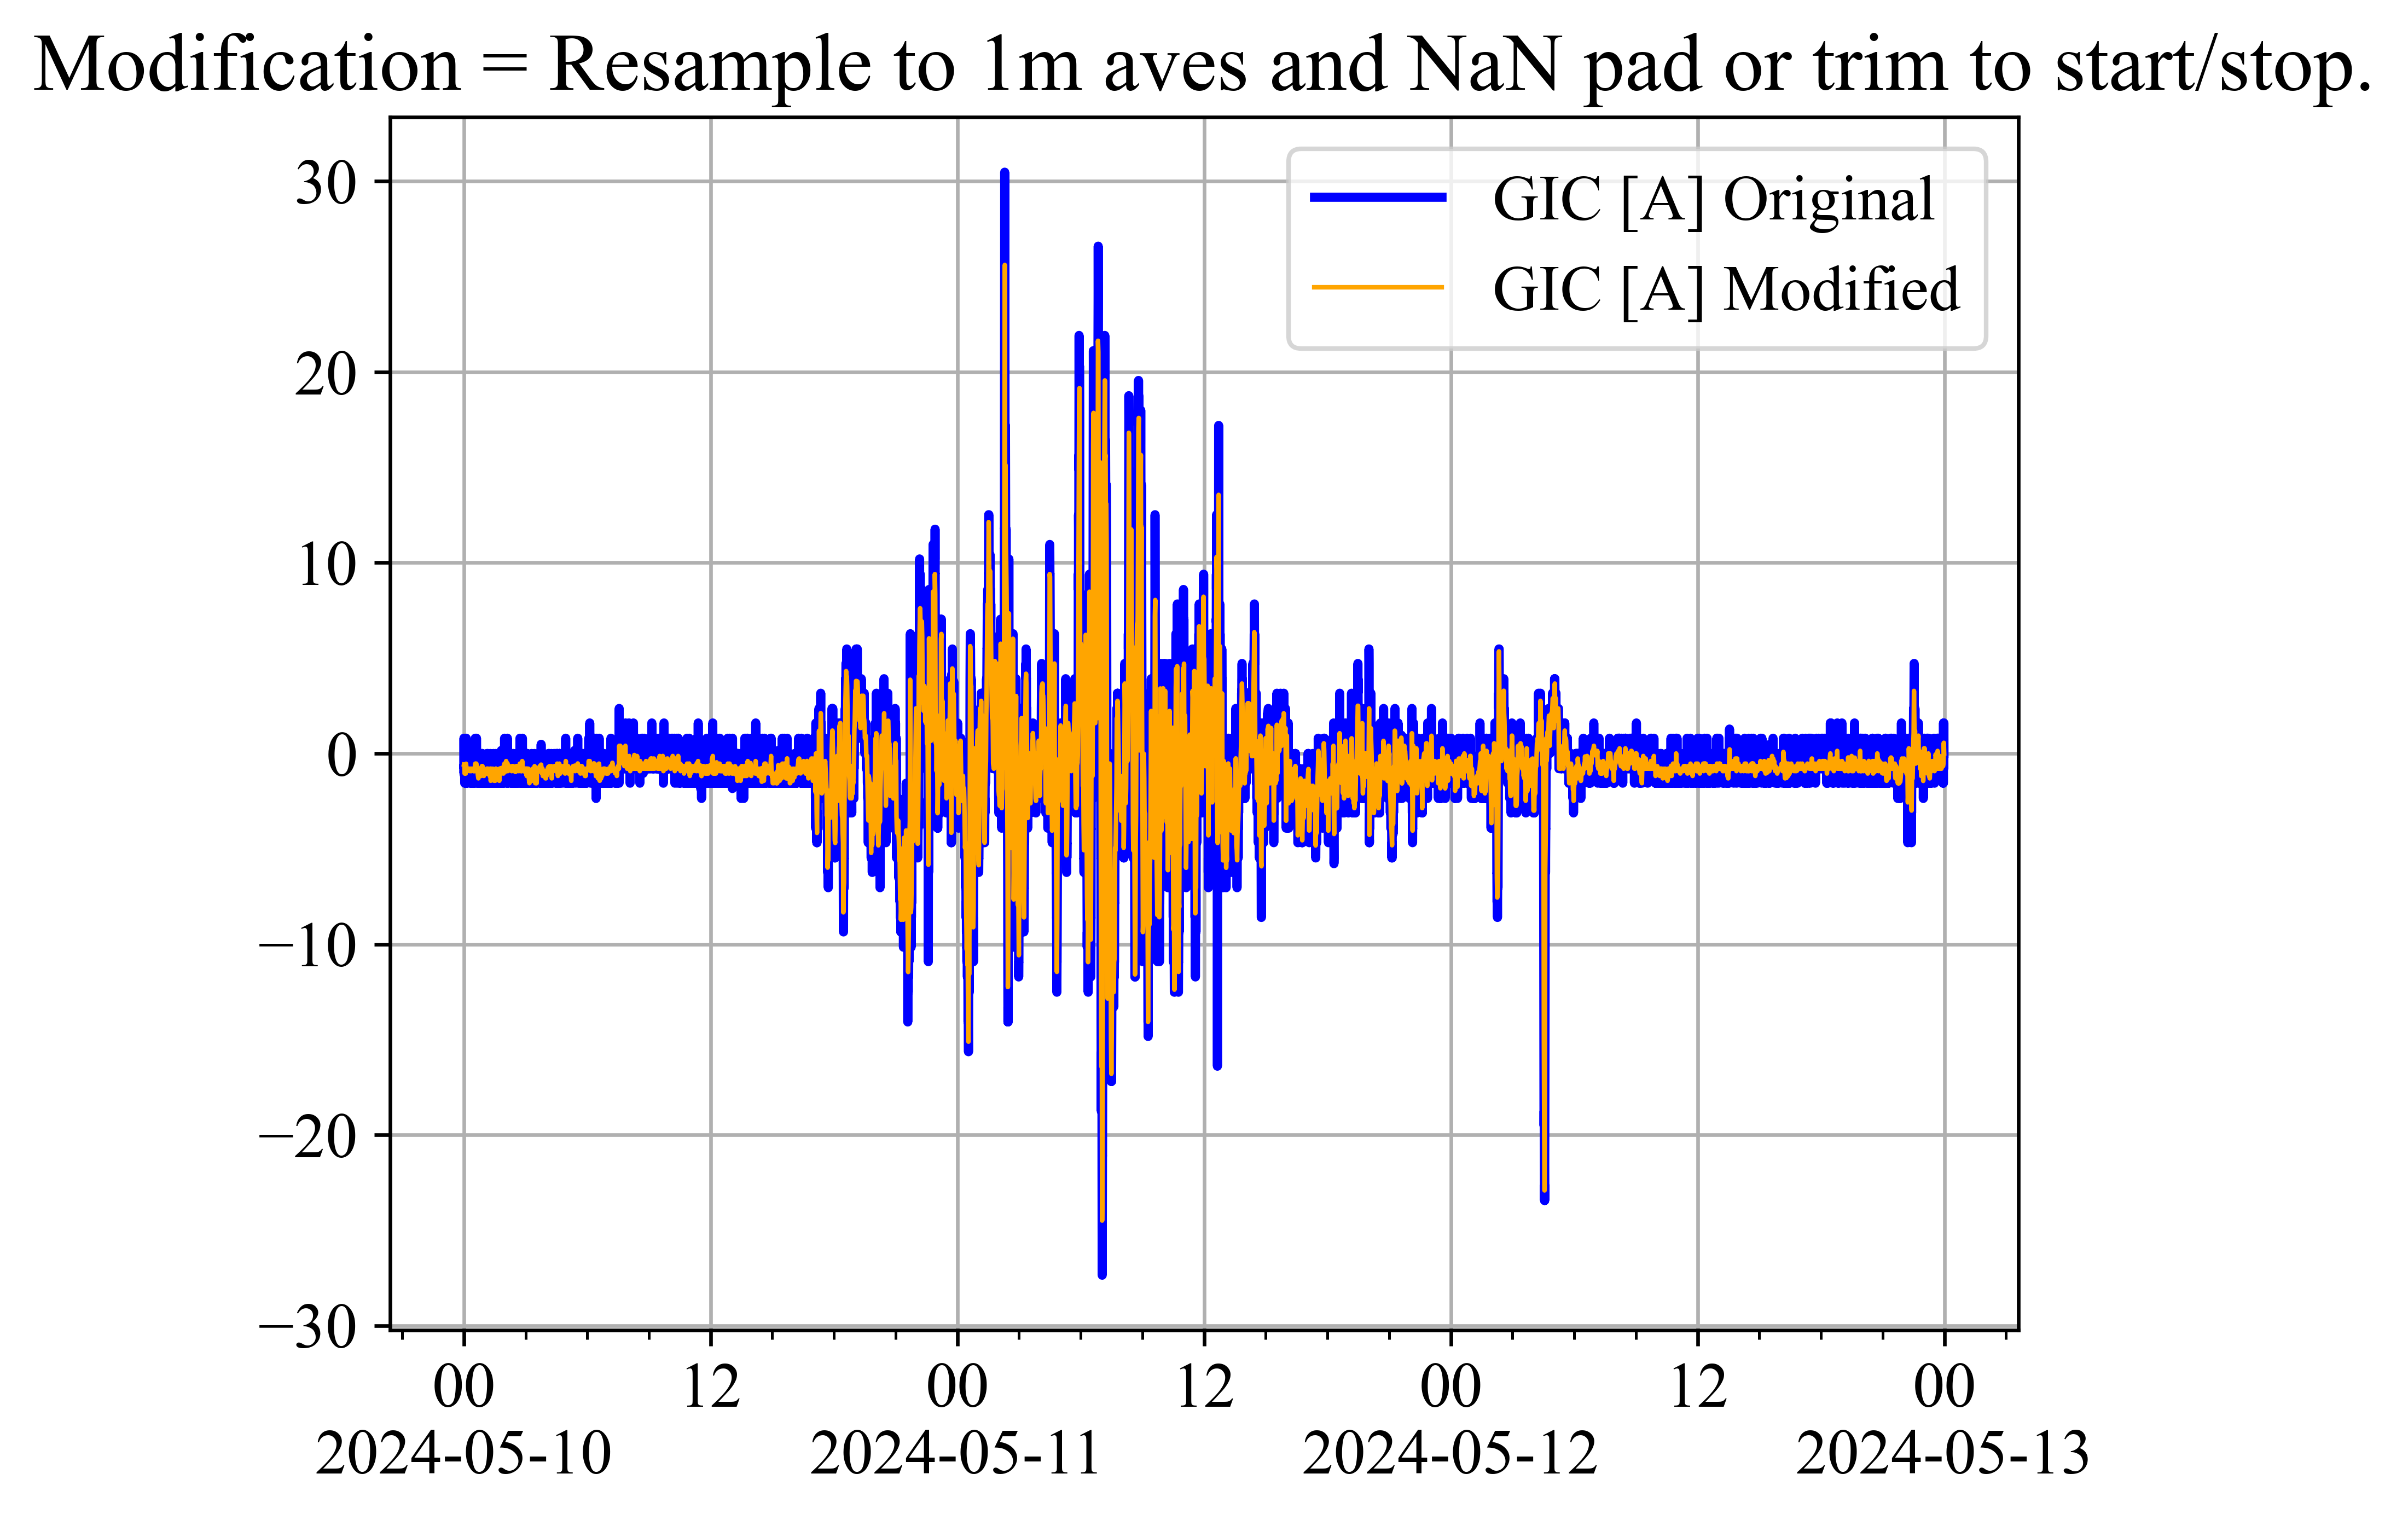 Modification = Resample to 1m aves and NaN pad or trim to start/stop.
GIC [A] Original
GIC [A] Modified
30
20
10
0
−10
−20
−30
00 12 00 12 00 12 00
2024-05-10 2024-05-11 2024-05-12 2024-05-13